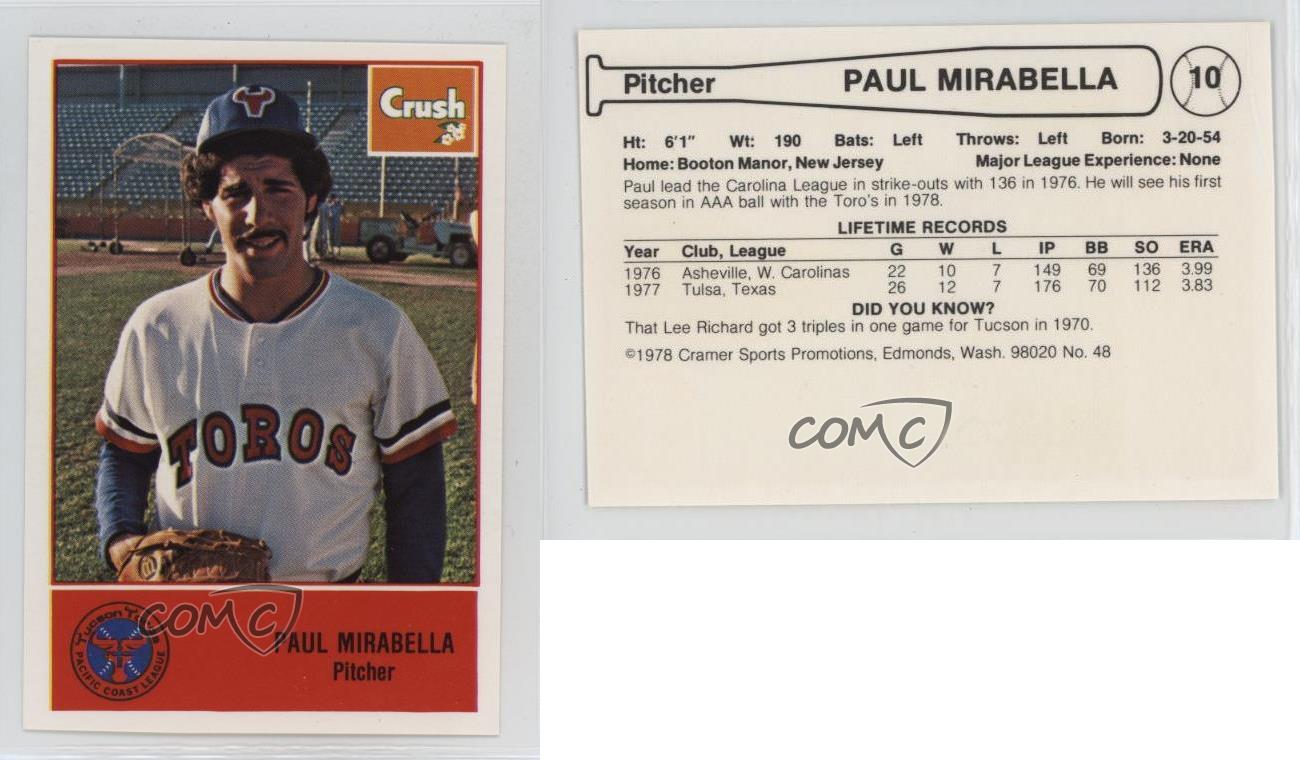 Crush
TOROS
Tucson Toros
PACIFIC COAST LEAGUE
COMC
PAUL MIRABELLA
Pitcher
Pitcher PAUL MIRABELLA 10
Ht: 6'1" Wt: 190 Bats: Left Throws: Left Born: 3-20-54
Home: Booton Manor, New Jersey Major League Experience: None
Paul lead the Carolina League in strike-outs with 136 in 1976. He will see his first
season in AAA ball with the Toro's in 1978.
LIFETIME RECORDS
Year Club, League G W L IP BB SO ERA
1976 Asheville, W. Carolinas 22 10 7 149 69 136 3.99
1977 Tulsa, Texas 26 12 7 176 70 112 3.83
DID YOU KNOW?
That Lee Richard got 3 triples in one game for Tucson in 1970.
©1978 Cramer Sports Promotions, Edmonds, Wash. 98020 No. 48
COMC